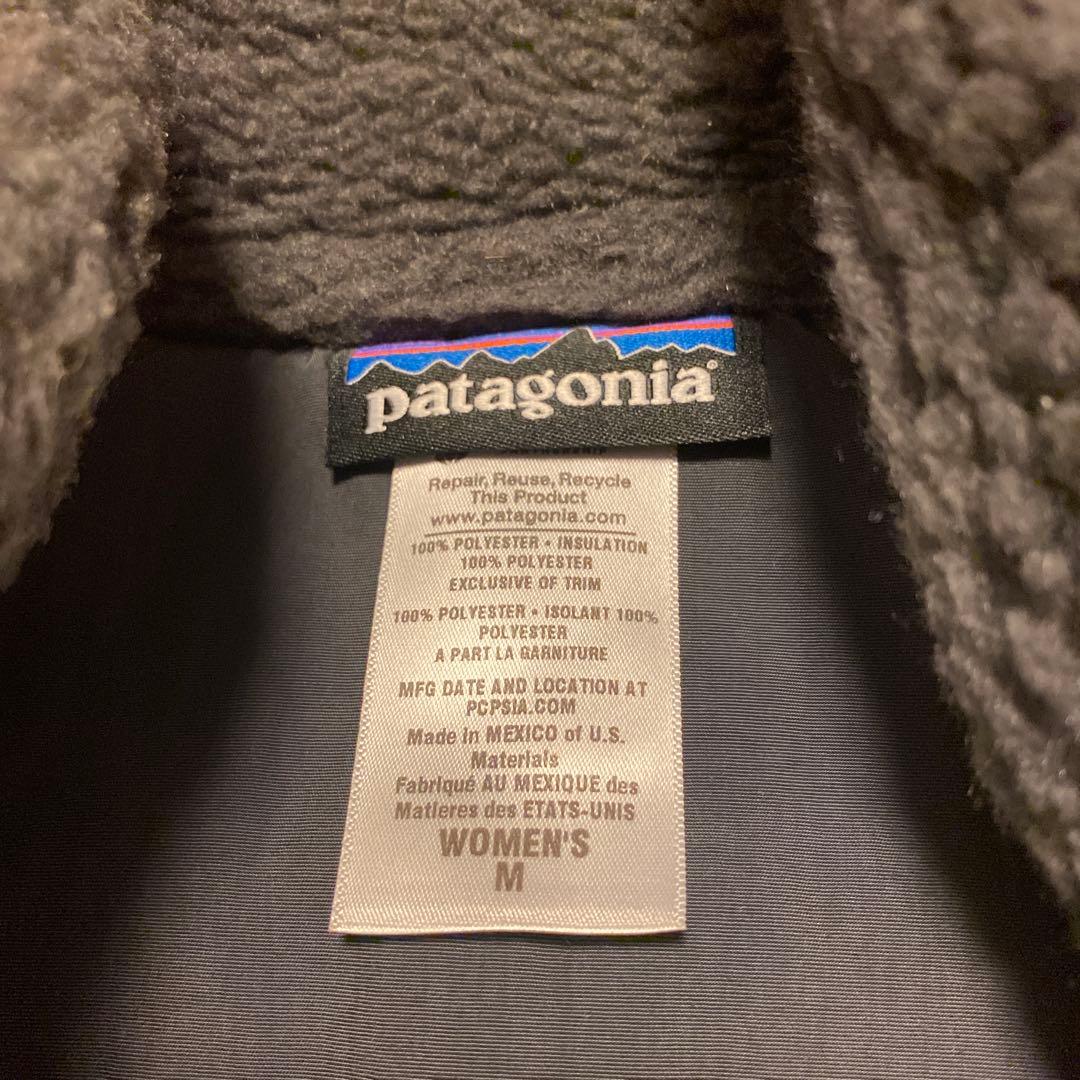 patagonia®
Repair, Reuse, Recycle
This Product
www.patagonia.com
100% POLYESTER • INSULATION
100% POLYESTER
EXCLUSIVE OF TRIM
100% POLYESTER • ISOLANT 100%
POLYESTER
A PART LA GARNITURE
MFG DATE AND LOCATION AT
PCPSIA.COM
Made in MEXICO of U.S.
Materials
Fabriqué AU MEXIQUE des
Matieres des ETATS-UNIS
WOMEN'S
M